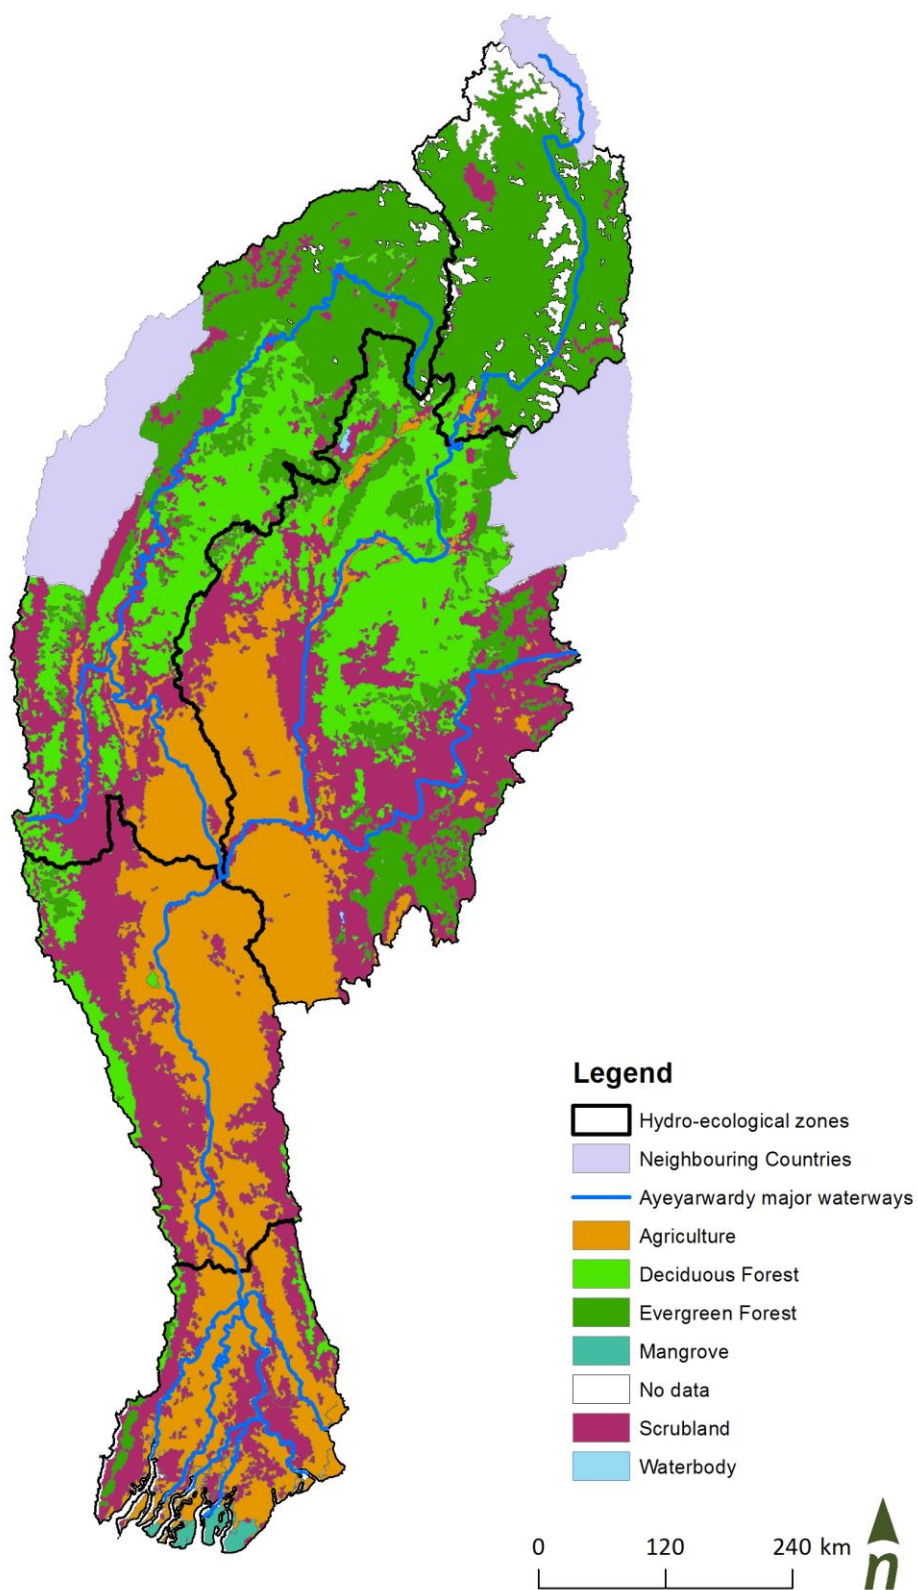 Legend
Hydro-ecological zones
Neighbouring Countries
Ayeyarwardy major waterways
Agriculture
Deciduous Forest
Evergreen Forest
Mangrove
No data
Scrubland
Waterbody
0 120 240 km
n